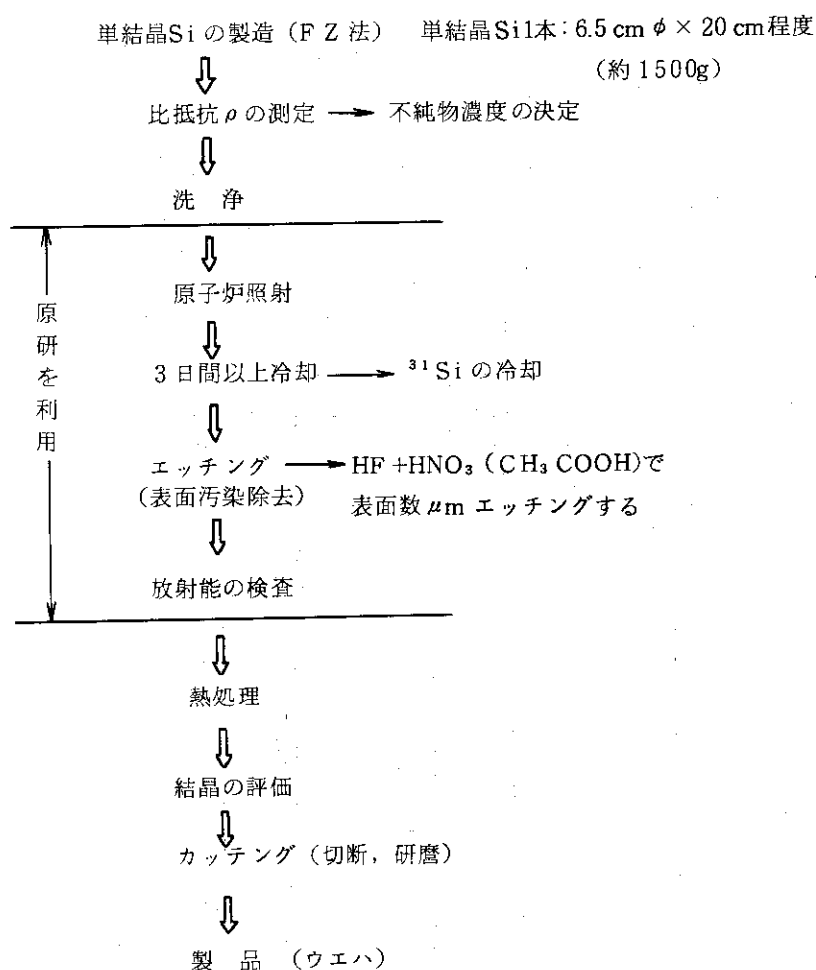 単結晶Siの製造（FZ法） 単結晶Si1本：6.5cmφ×20cm程度
（約1500g）
比抵抗ρの測定 → 不純物濃度の決定
洗 浄
原研を利用
原子炉照射
3日間以上冷却 → ³¹Siの冷却
エッチング → HF+HNO₃（CH₃COOH）で
（表面汚染除去） 表面数μmエッチングする
放射能の検査
熱処理
結晶の評価
カッテング（切断，研磨）
製 品 （ウエハ）